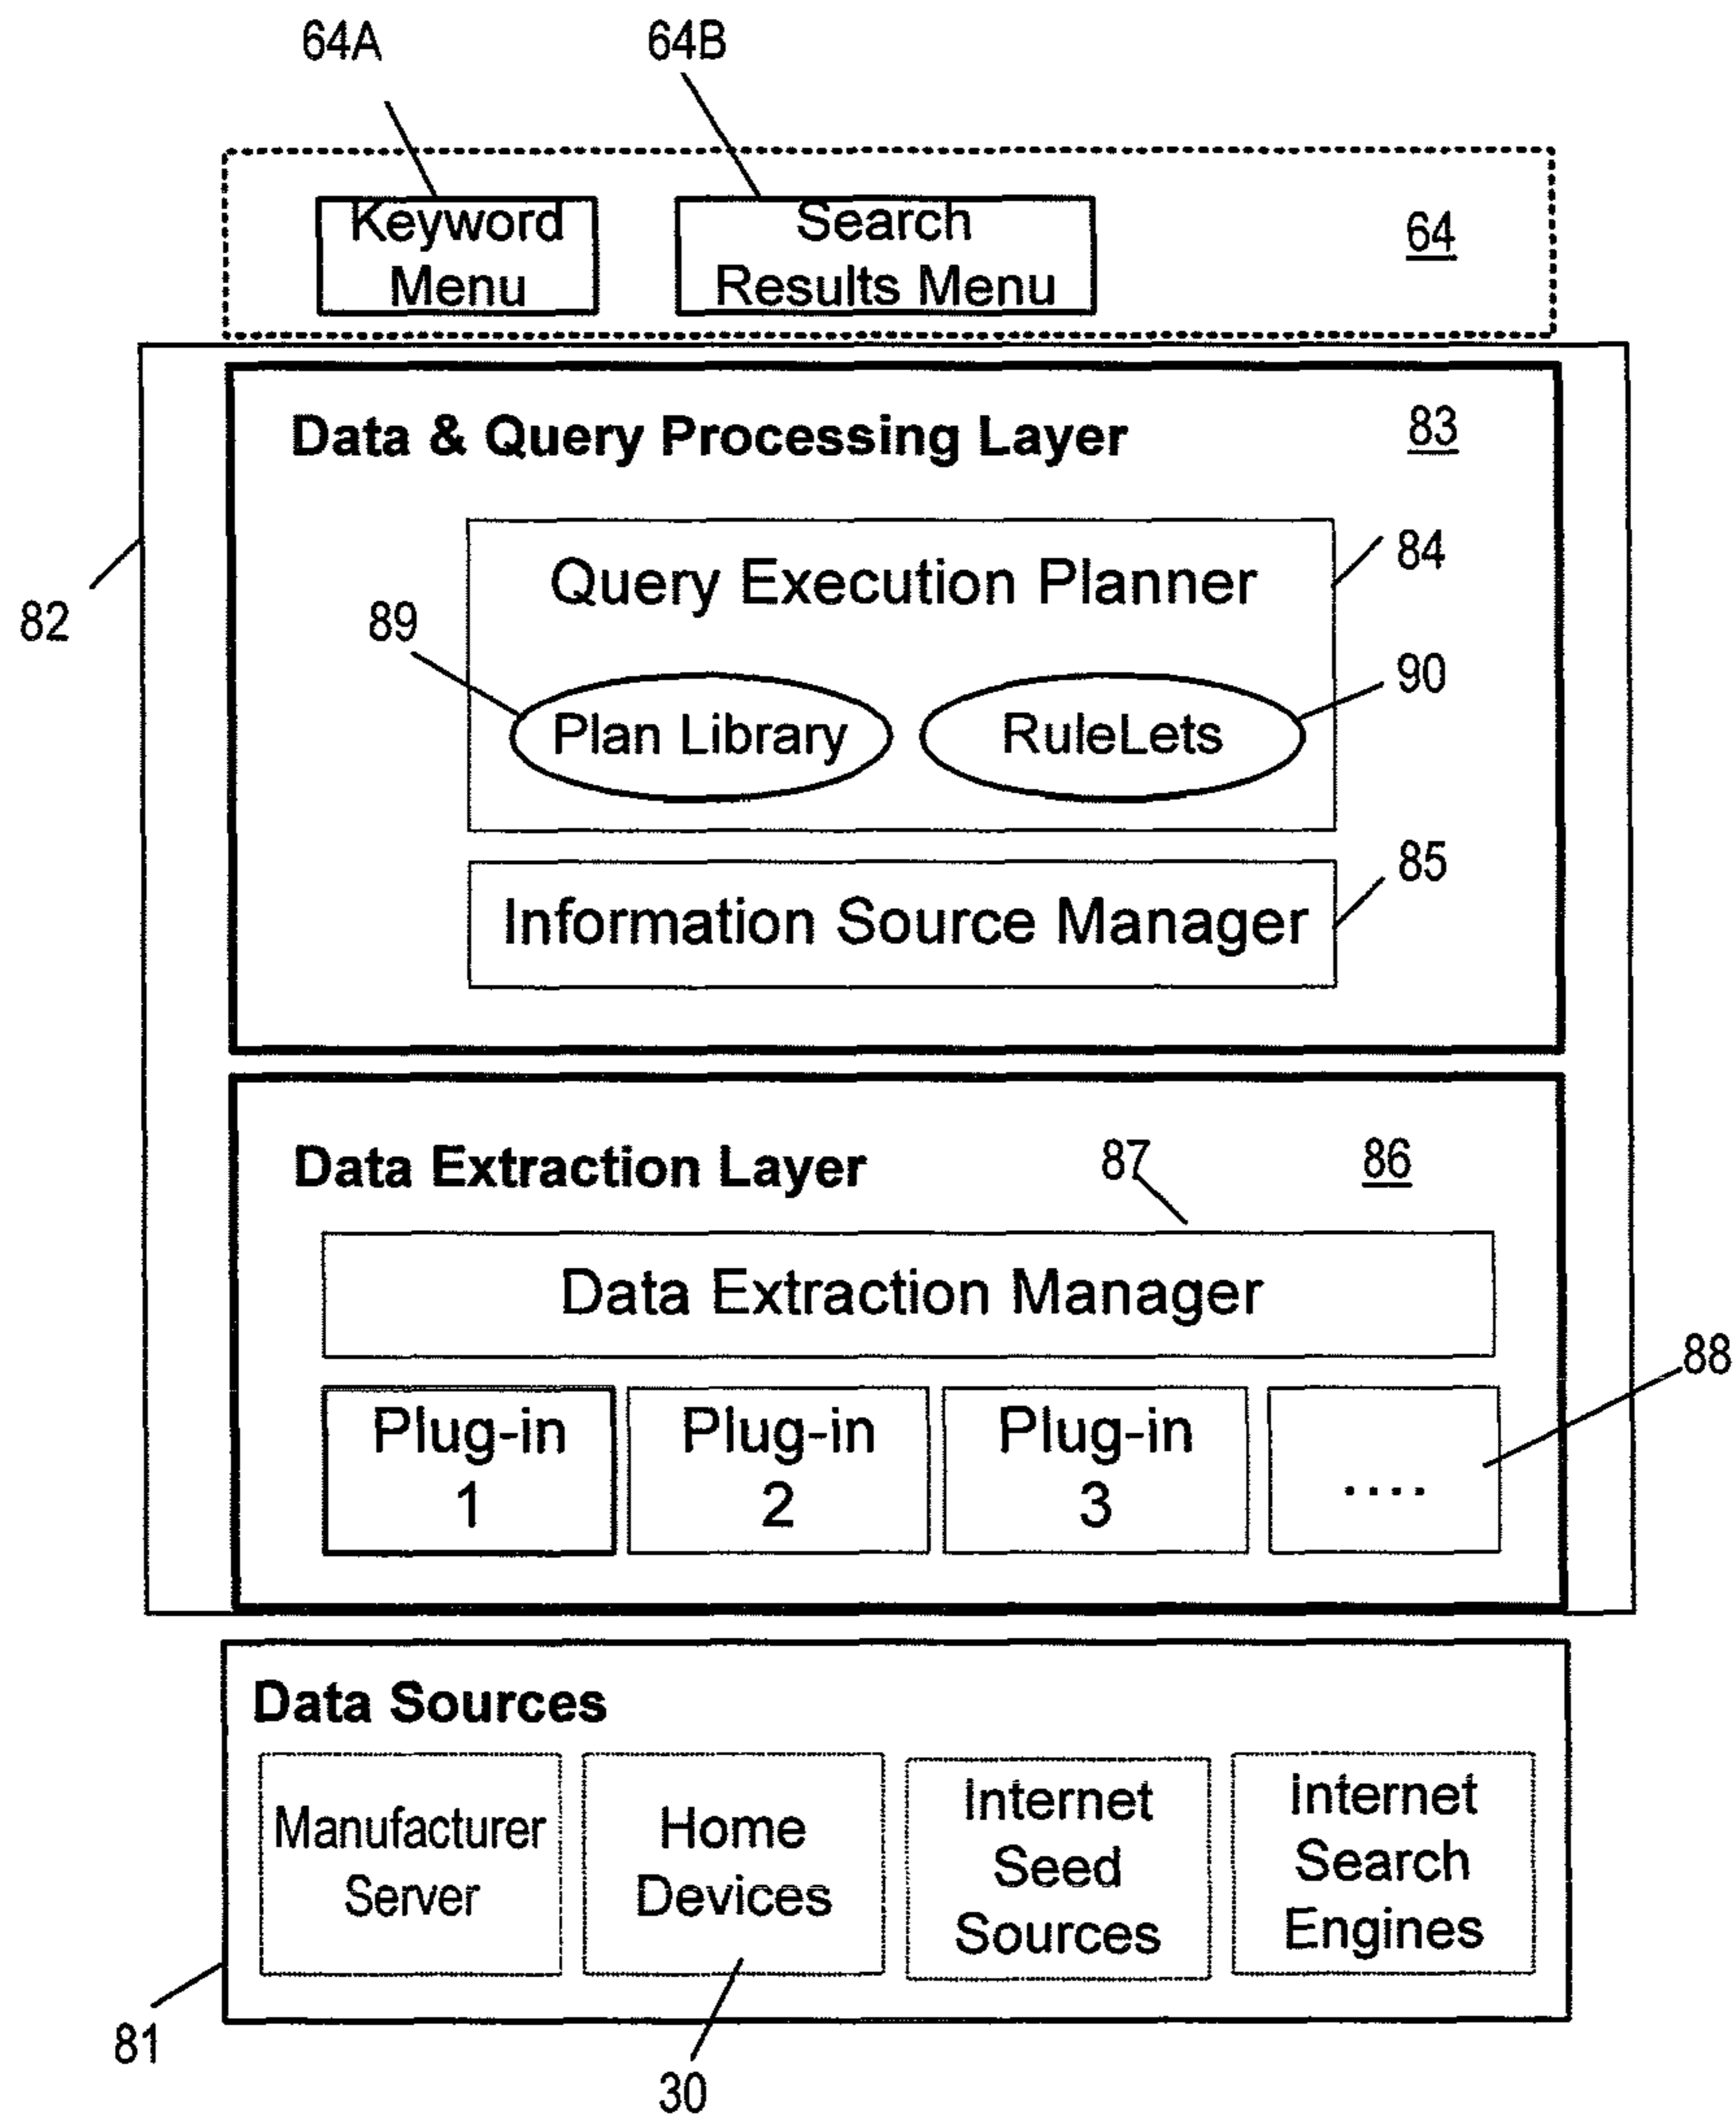 64A
64B
Keyword
Menu
Search
Results Menu
64
Data & Query Processing Layer
83
82
Query Execution Planner
84
89
Plan Library
RuleLets
90
Information Source Manager
85
Data Extraction Layer
87
86
Data Extraction Manager
88
Plug-in
1
Plug-in
2
Plug-in
3
....
Data Sources
Manufacturer
Server
Home
Devices
Internet
Seed
Sources
Internet
Search
Engines
81
30